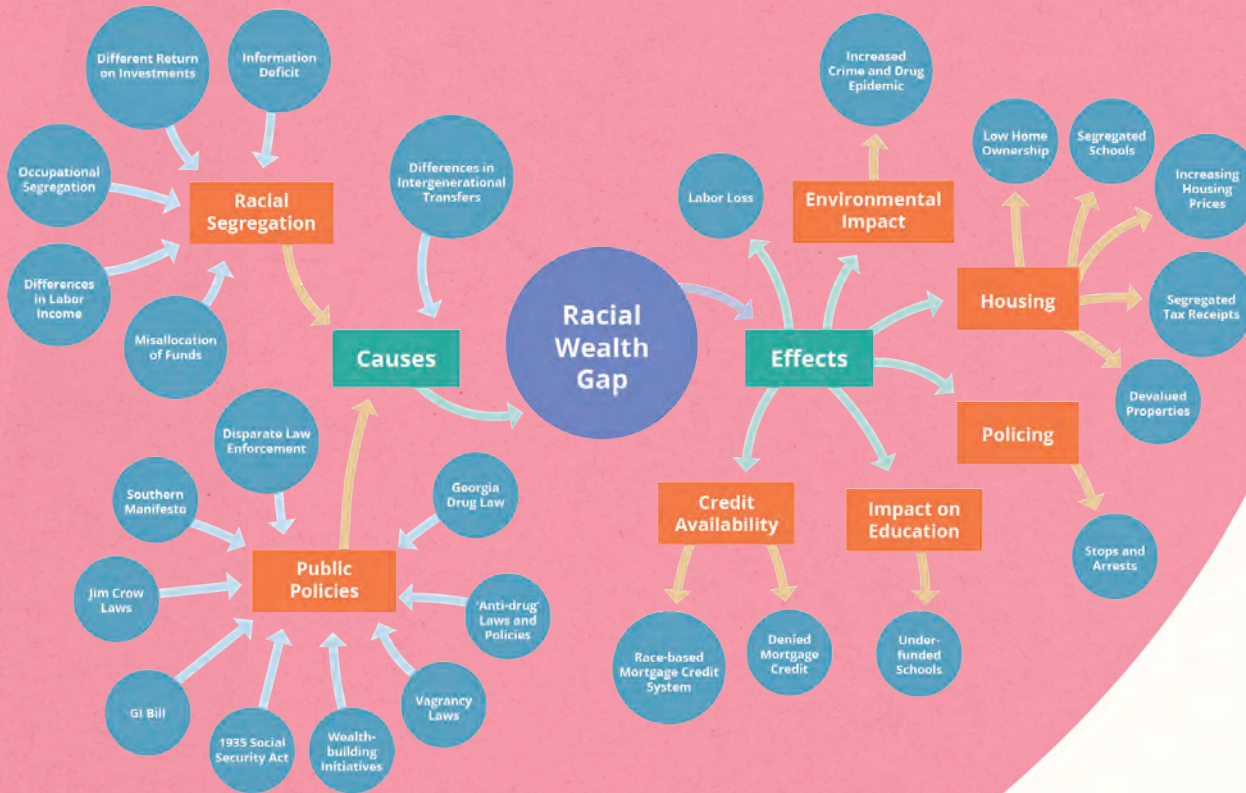 Different Return
on Investments
Information
Deficit
Occupational
Segregation
Racial
Segregation
Differences in
Intergenerational
Transfers
Differences
in Labor
Income
Misallocation
of Funds
Causes
Racial
Wealth
Gap
Disparate Law
Enforcement
Southern
Manifesto
Georgia
Drug Law
Public
Policies
Jim Crow
Laws
'Anti-drug'
Laws and
Policies
GI Bill
1935 Social
Security Act
Wealth-
building
Initiatives
Vagrancy
Laws
Increased
Crime and Drug
Epidemic
Labor Loss
Environmental
Impact
Low Home
Ownership
Segregated
Schools
Increasing
Housing
Prices
Effects
Housing
Segregated
Tax Receipts
Devalued
Properties
Policing
Credit
Availability
Impact on
Education
Stops and
Arrests
Race-based
Mortgage Credit
System
Denied
Mortgage
Credit
Under-
funded
Schools